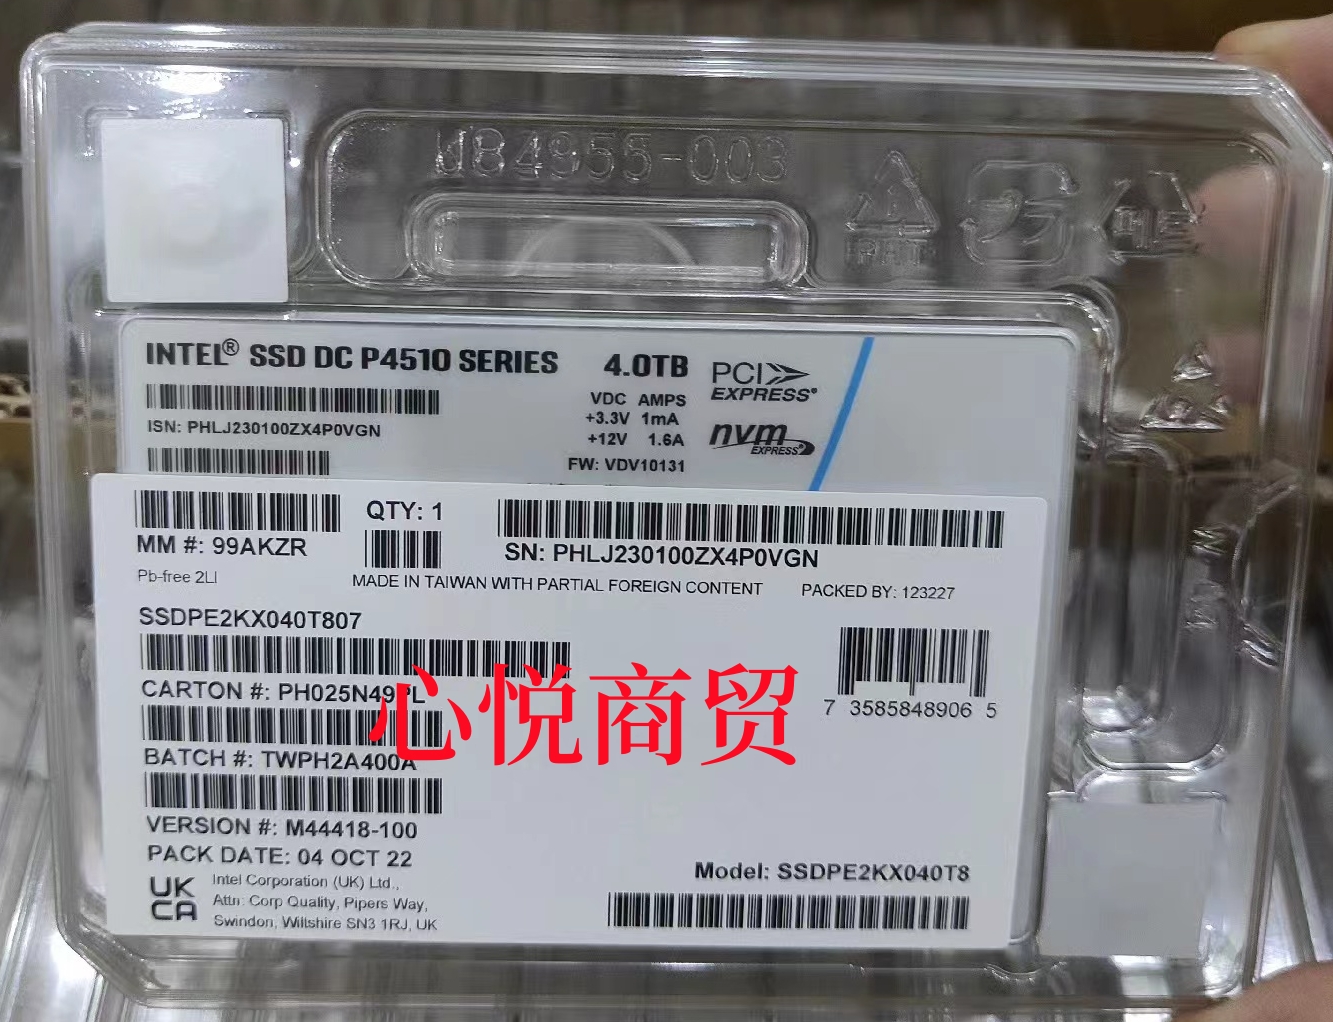 U84955-003
INTEL® SSD DC P4510 SERIES
4.0TB
PCI
EXPRESS®
VDC AMPS
+3.3V 1mA
+12V 1.6A
nvm
EXPRESS
ISN: PHLJ230100ZX4P0VGN
FW: VDV10131
QTY: 1
MM #: 99AKZR
SN: PHLJ230100ZX4P0VGN
Pb-free 2LI
MADE IN TAIWAN WITH PARTIAL FOREIGN CONTENT
PACKED BY: 123227
SSDPE2KX040T807
CARTON #: PH025N49PL
7 3585848906 5
心悦商贸
BATCH #: TWPH2A400A
VERSION #: M44418-100
PACK DATE: 04 OCT 22
Model: SSDPE2KX040T8
UK
CA
Intel Corporation (UK) Ltd.,
Attn: Corp Quality, Pipers Way,
Swindon, Wiltshire SN3 1RJ, UK